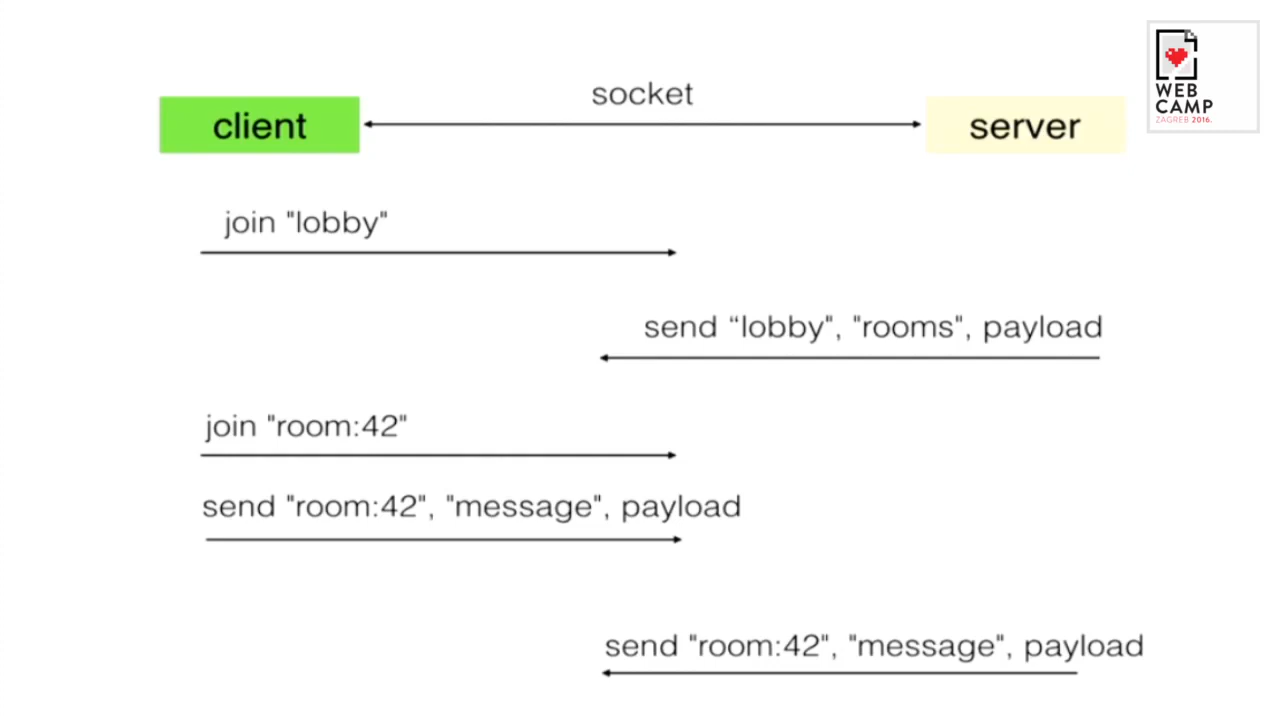 socket
client
server
WEB
CAMP
ZAGREB 2016.
join "lobby"
send “lobby", "rooms", payload
join "room:42"
send "room:42", "message", payload
send "room:42", "message", payload